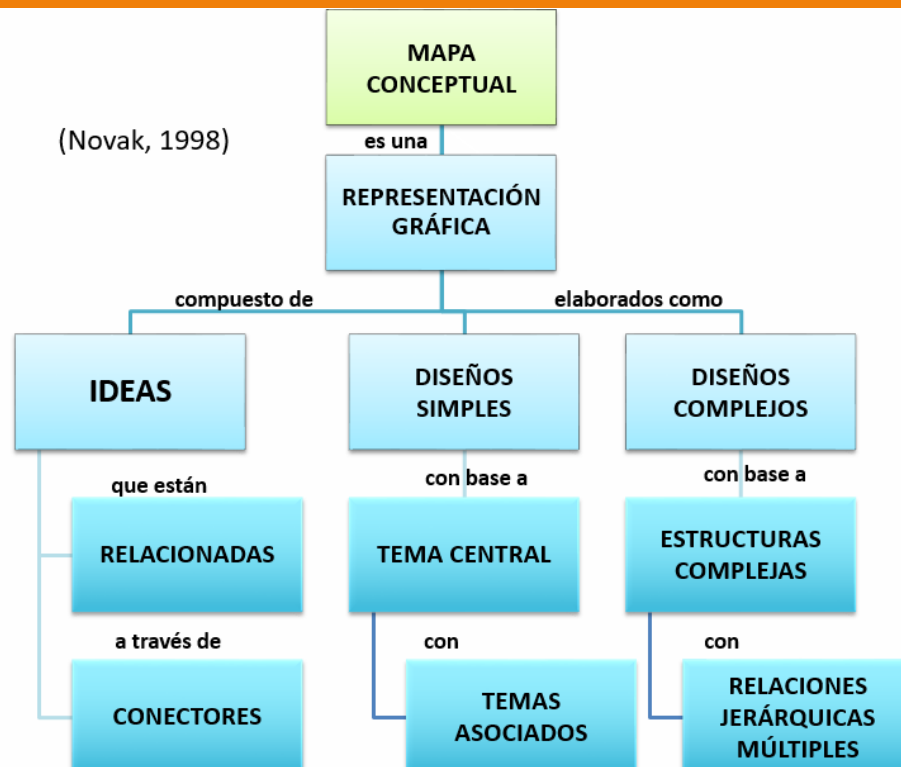 MAPA
CONCEPTUAL
(Novak, 1998)
es una
REPRESENTACIÓN
GRÁFICA
compuesto de
elaborados como
IDEAS
DISEÑOS
SIMPLES
DISEÑOS
COMPLEJOS
que están
con base a
con base a
RELACIONADAS
TEMA CENTRAL
ESTRUCTURAS
COMPLEJAS
a través de
con
con
CONECTORES
TEMAS
ASOCIADOS
RELACIONES
JERÁRQUICAS
MÚLTIPLES